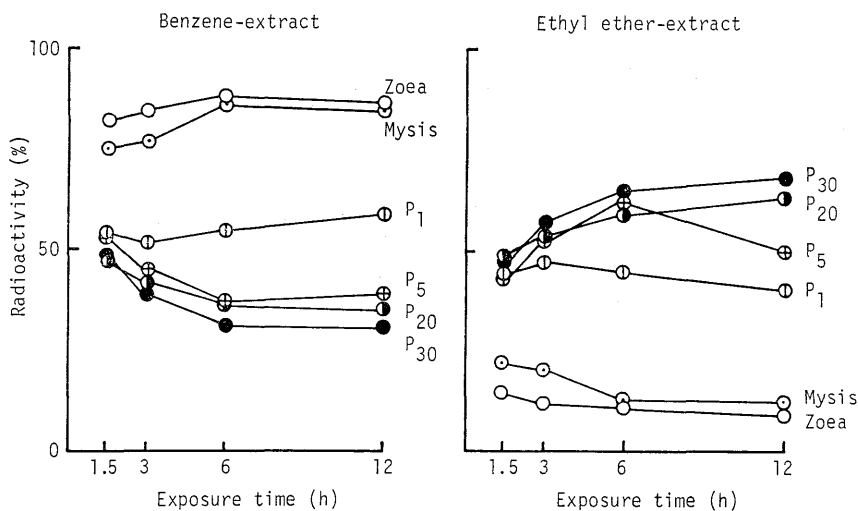 Benzene-extract
Ethyl ether-extract
Radioactivity (%)
100
50
0
Zoea
Mysis
P1
P5
P20
P30
1.5 3 6 12
Exposure time (h)
P30
P20
P5
P1
Mysis
Zoea
1.5 3 6 12
Exposure time (h)